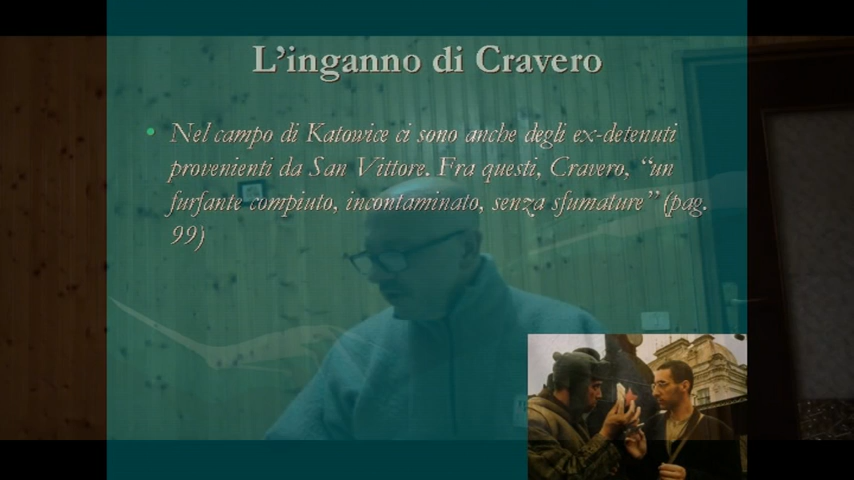 L’inganno di Cravero
• Nel campo di Katowice ci sono anche degli ex-detenuti
provenienti da San Vittore. Fra questi, Cravero, “un
furfante compiuto, incontaminato, senza sfumature” (pag.
99)